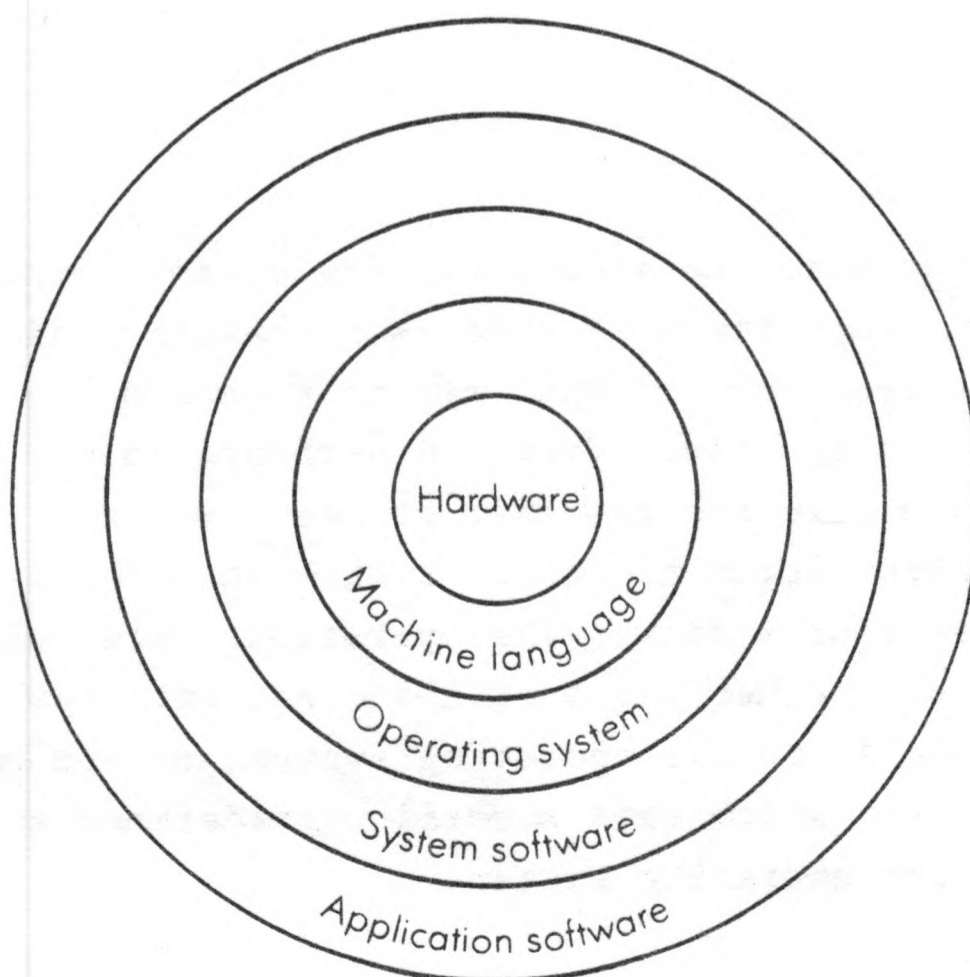 Hardware
Machine language
Operating system
System software
Application software